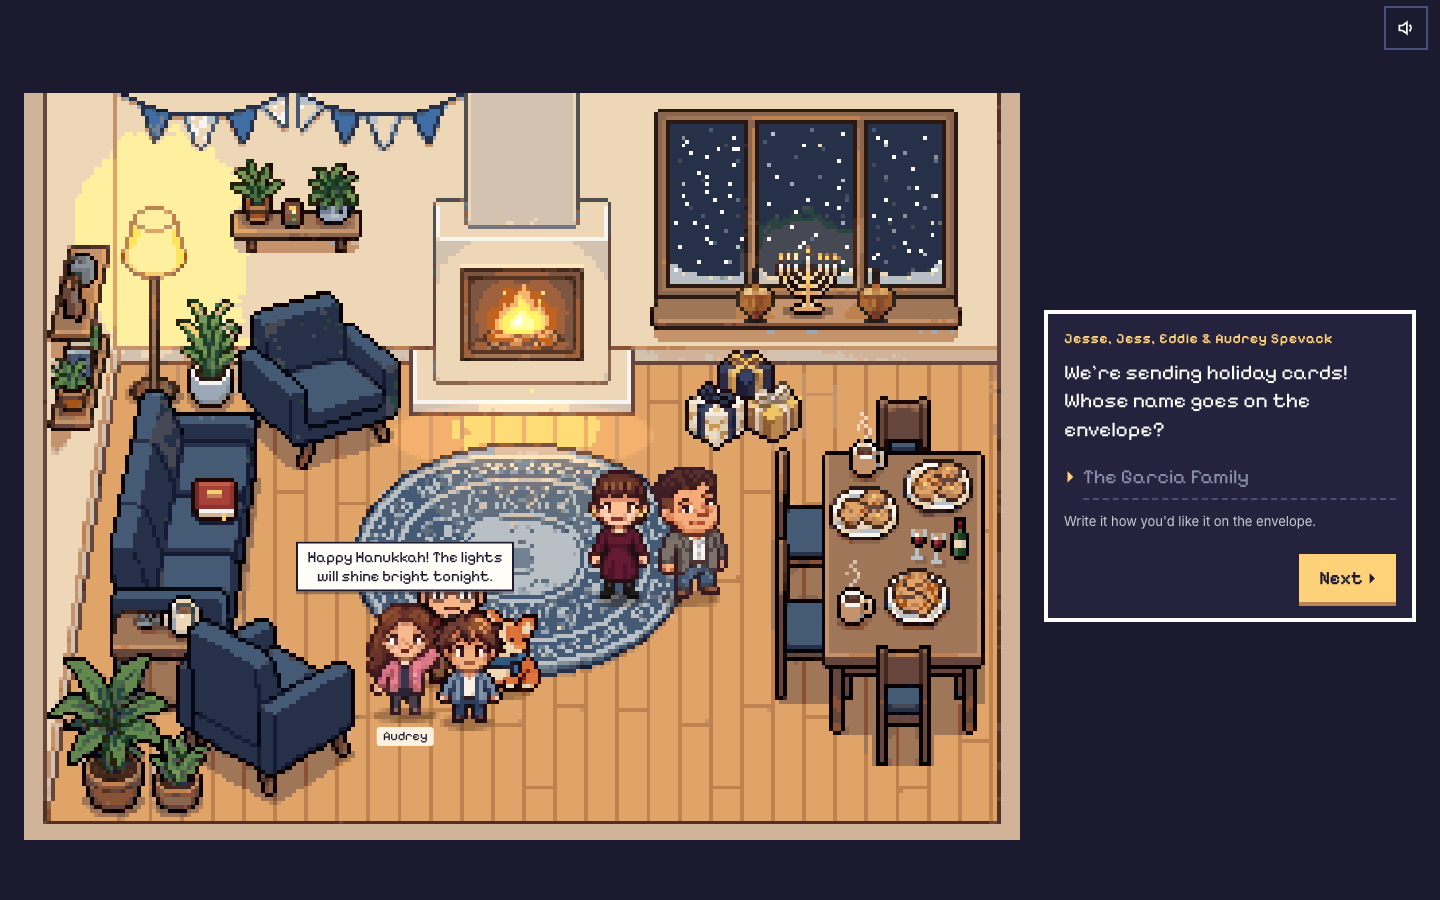 Jesse, Jess, Eddie & Audrey Spevack
We're sending holiday cards!
Whose name goes on the
envelope?
The Garcia Family
Write it how you'd like it on the envelope.
Next
Happy Hanukkah! The lights
will shine bright tonight.
Audrey